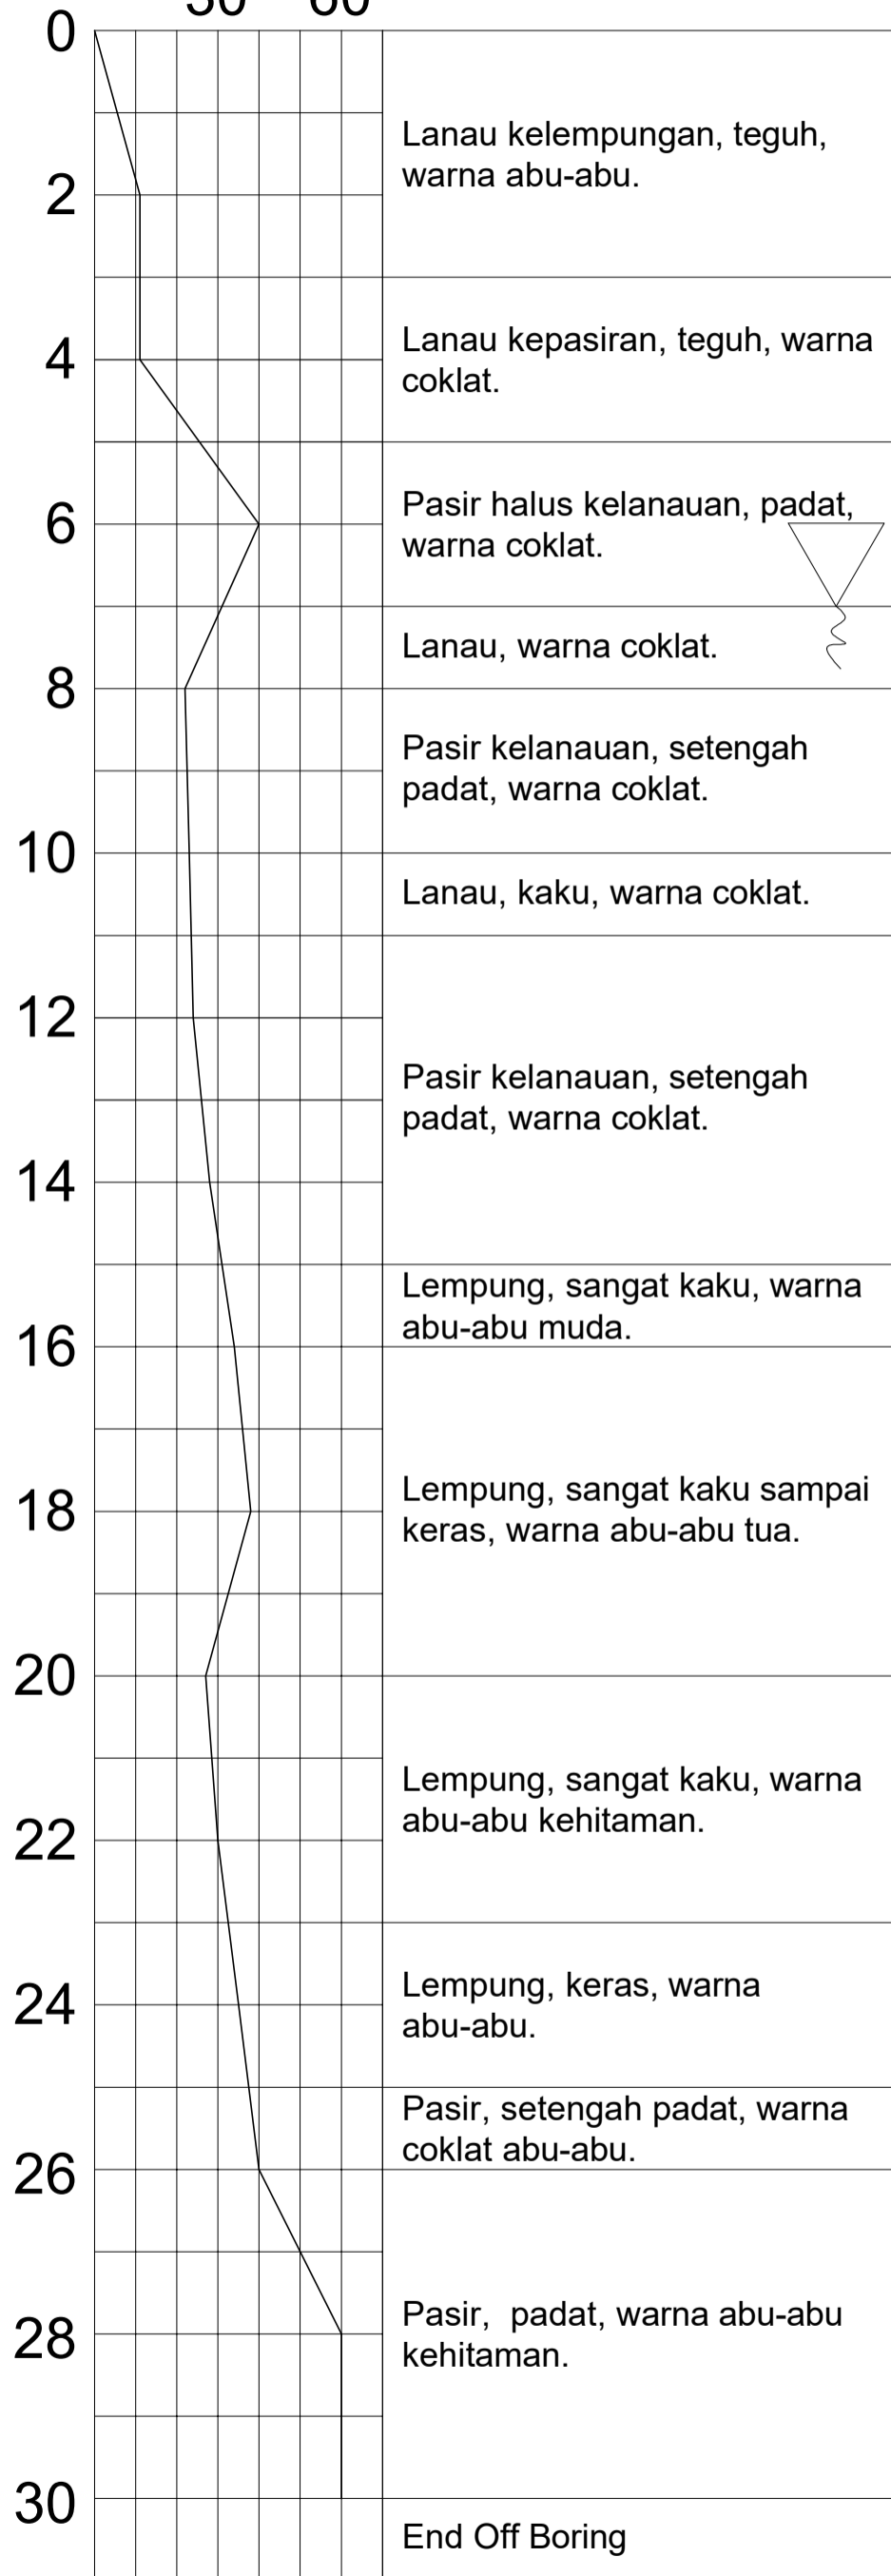 30 60
0
Lanau kelempungan, teguh,
warna abu-abu.
2
Lanau kepasiran, teguh, warna
coklat.
4
Pasir halus kelanauan, padat,
warna coklat.
6
Lanau, warna coklat.
8
Pasir kelanauan, setengah
padat, warna coklat.
10
Lanau, kaku, warna coklat.
12
Pasir kelanauan, setengah
padat, warna coklat.
14
Lempung, sangat kaku, warna
abu-abu muda.
16
Lempung, sangat kaku sampai
keras, warna abu-abu tua.
18
20
Lempung, sangat kaku, warna
abu-abu kehitaman.
22
Lempung, keras, warna
abu-abu.
24
Pasir, setengah padat, warna
coklat abu-abu.
26
Pasir,  padat, warna abu-abu
kehitaman.
28
30
End Off Boring